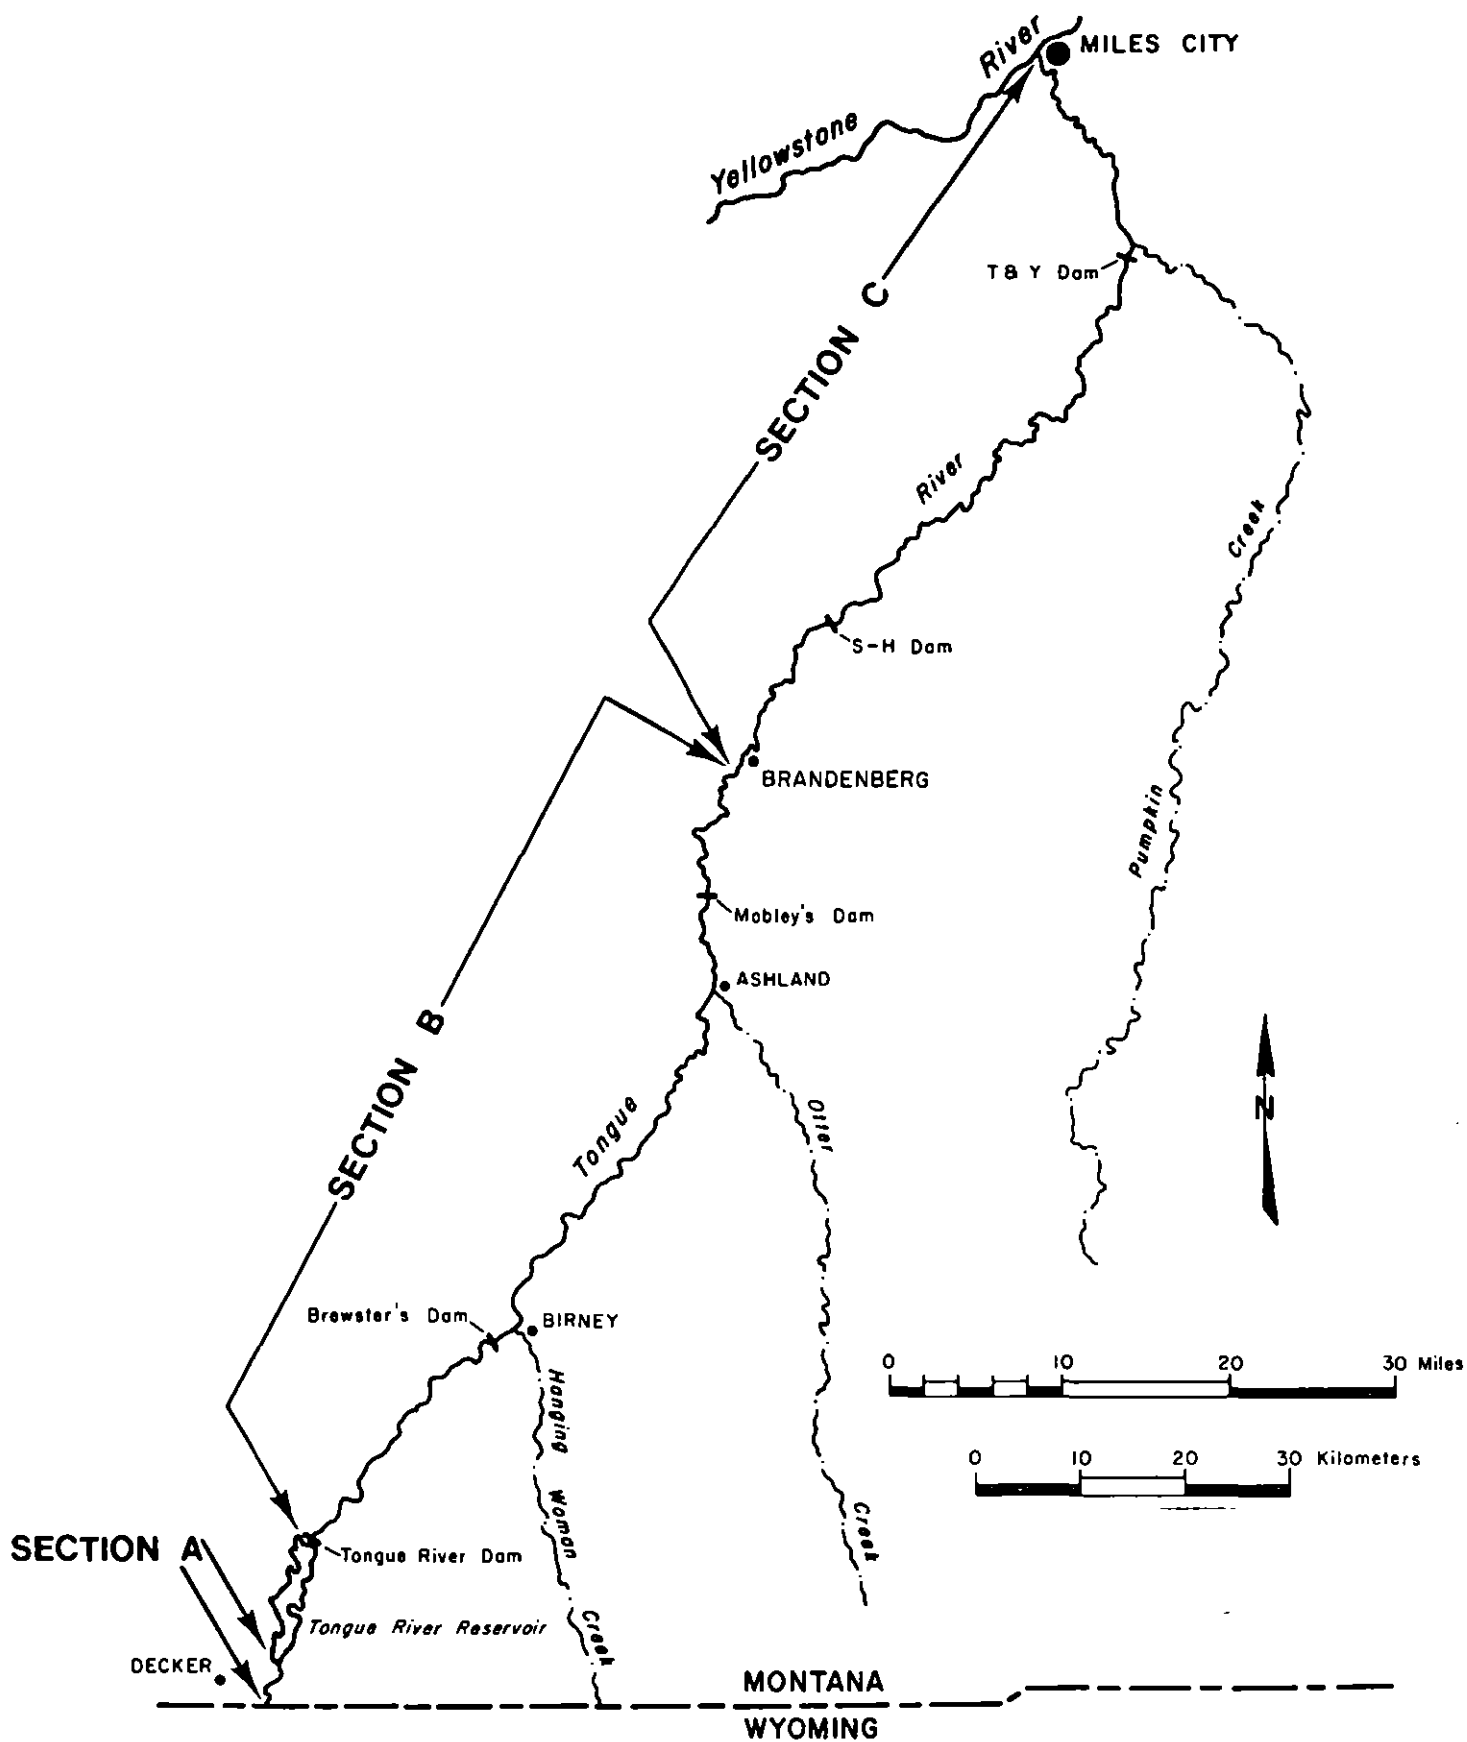 River
MILES CITY
Yellowstone
T & Y Dam
SECTION C
River
Creek
S-H Dam
BRANDENBERG
Pumpkin
Mobley's Dam
ASHLAND
SECTION B
N
Tongue
Otter
Brewster's Dam
BIRNEY
0 10 20 30 Miles
Hanging Woman Creek
0 10 20 30 Kilometers
Creek
SECTION A
Tongue River Dam
Tongue River Reservoir
DECKER
MONTANA
WYOMING